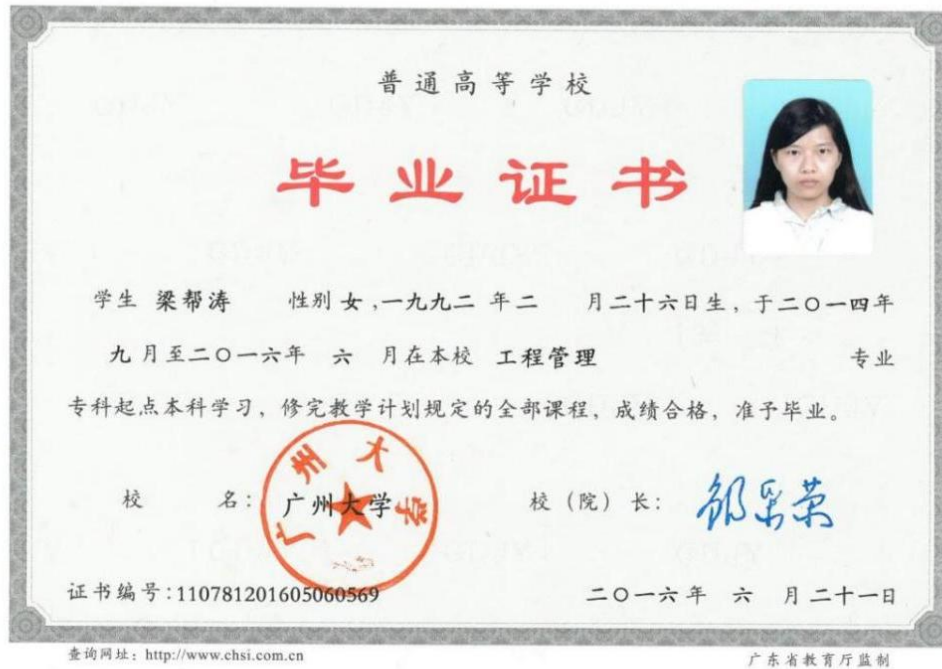 普通高等学校
毕业证书
学生 梁帮涛 性别 女,一九九二 年 二 月二十六日生，于二〇一四年
九 月至二〇一六年 六 月在本校 工程管理 专业
专科起点本科学习，修完教学计划规定的全部课程，成绩合格，准予毕业。
校 名: 广州大学
广州大学
校（院）长: 邹采荣
证书编号:110781201605060569 二〇一六年 六 月二十一日
查询网址: http://www.chsi.com.cn 广东省教育厅监制